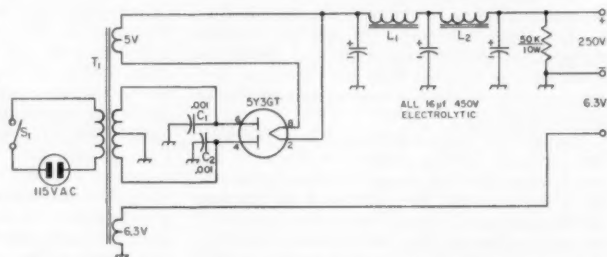 5V
T1
L1
L2
50K
10W
+
250V
−
6.3V
ALL 16µf 450V
ELECTROLYTIC
S1
.001
C1
5Y3GT
6
8
4
2
C2
.001
115VAC
6.3V